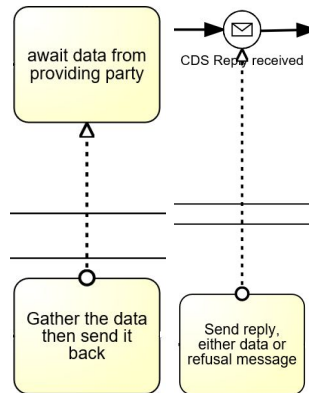 await data from
providing party
CDS Reply received
Gather the data
then send it
back
Send reply,
either data or
refusal message